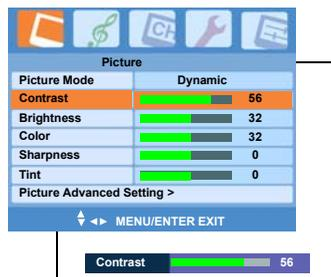 CH
Picture
Picture Mode Dynamic
Contrast 56
Brightness 32
Color 32
Sharpness 0
Tint 0
Picture Advanced Setting >
MENU/ENTER EXIT
Contrast 56